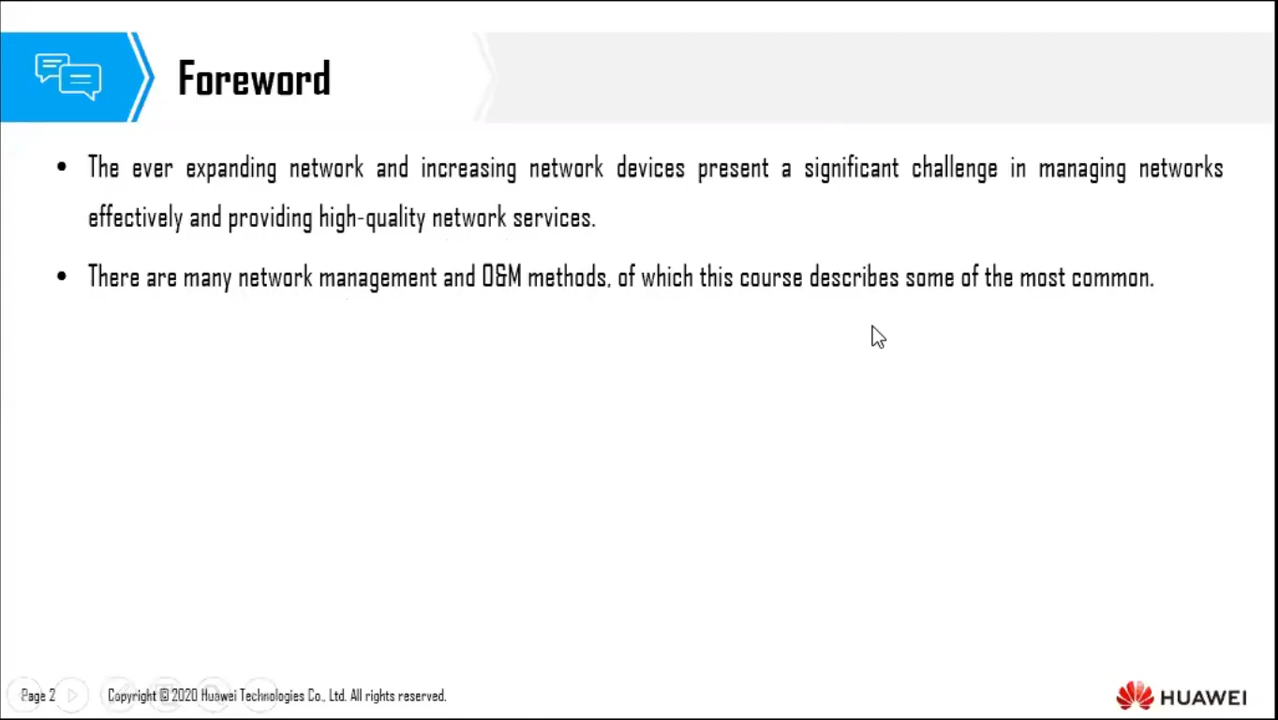 Foreword
• The ever expanding network and increasing network devices present a significant challenge in managing networks
effectively and providing high-quality network services.
• There are many network management and O&M methods, of which this course describes some of the most common.
Page 2
Copyright © 2020 Huawei Technologies Co., Ltd. All rights reserved.
HUAWEI